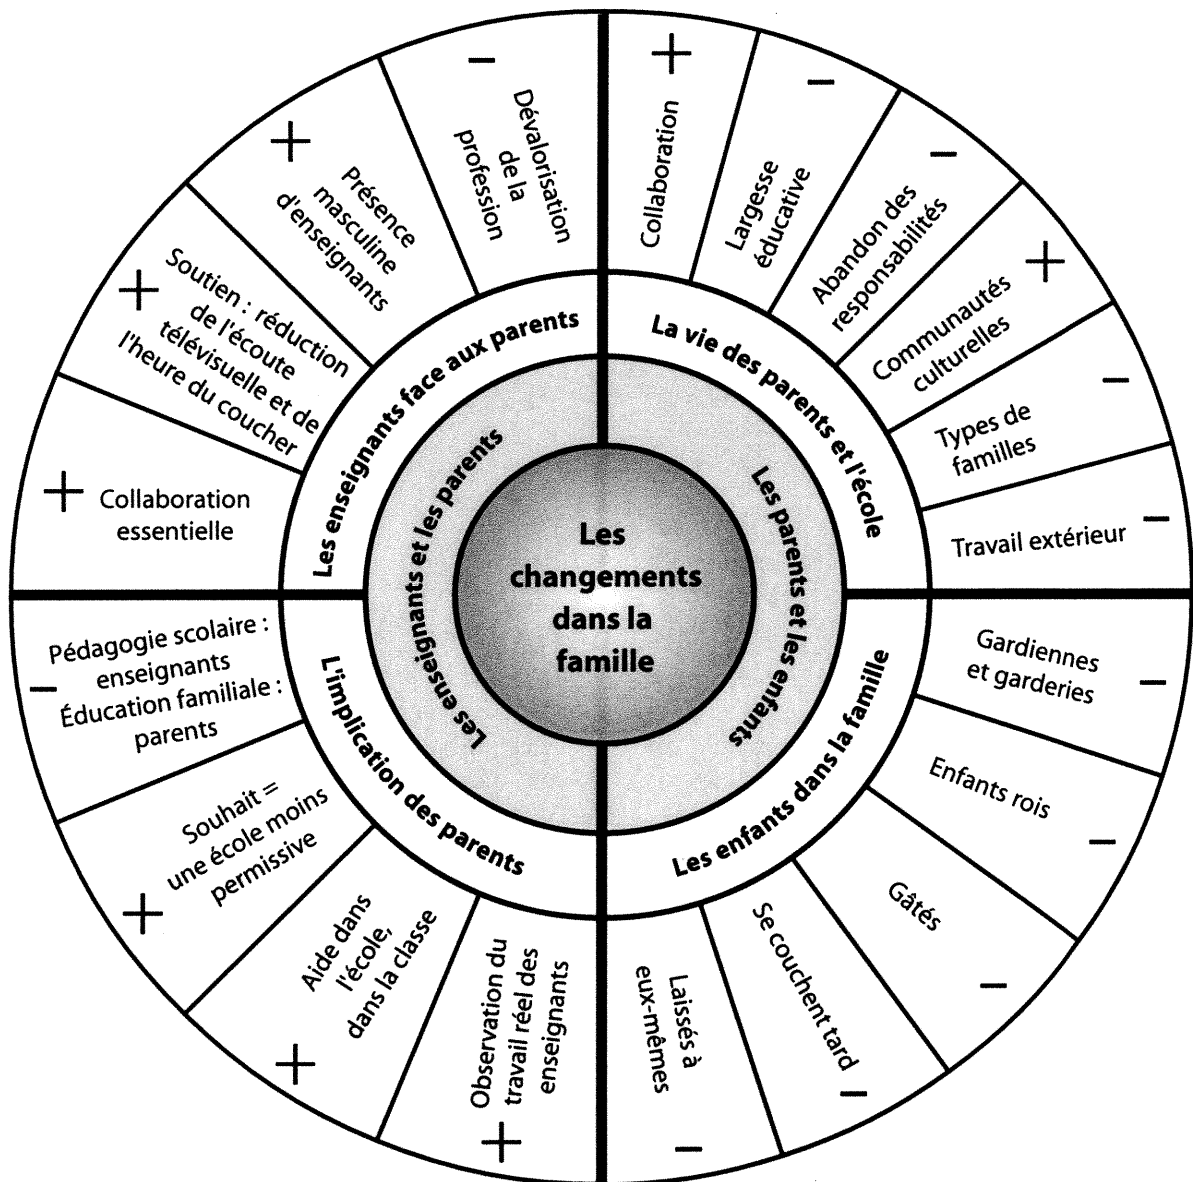 Les
changements
dans la
famille
Les enseignants et les parents
Les parents et les enfants
Les enseignants face aux parents
La vie des parents et l'école
Les enfants dans la famille
L'implication des parents
+
Collaboration
−
Largesse
éducative
−
Abandon des
responsabilités
+
Communautés
culturelles
−
Types de
familles
−
Travail extérieur
Gardiennes
et garderies
−
Enfants rois
−
Gâtés
−
Se couchent tard
−
Laissés à
eux-mêmes
−
Observation du
travail réel des
enseignants
+
Aide dans
l'école,
dans la classe
+
Souhait =
une école moins
permissive
+
Pédagogie scolaire :
enseignants
− Éducation familiale :
parents
+ Collaboration
essentielle
+
Soutien : réduction
de l'écoute
télévisuelle et de
l'heure du coucher
+
Présence
masculine
d'enseignants
−
Dévalorisation
de la
profession